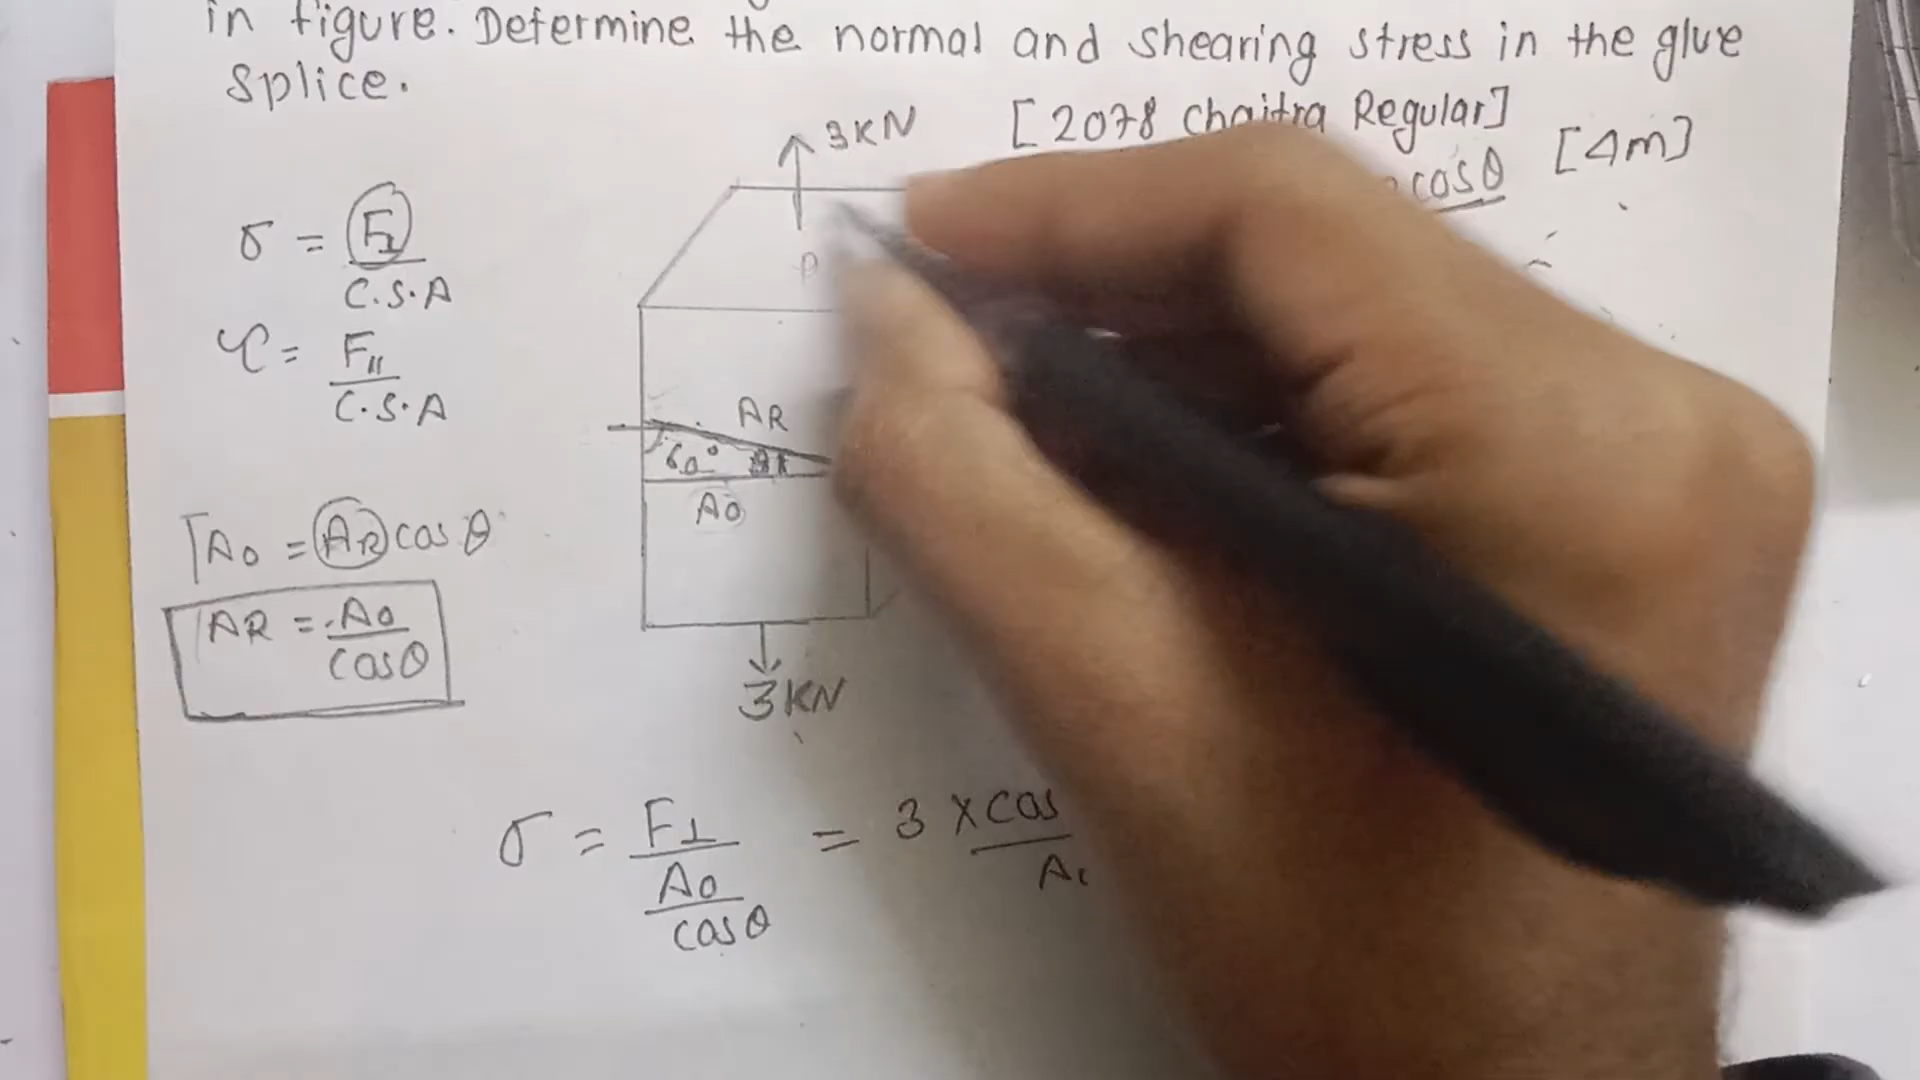 in figure. Determine the normal and shearing stress in the glue
splice.
[2078 Chaitra Regular]
[4m]
3KN
cosθ
σ = F⊥
C.S.A
P
τ = F||
C.S.A
AR
60°
A0
A0 = AR cos θ
AR = A0
cosθ
3KN
σ = F⊥ = 3 x cos
A0
cosθ